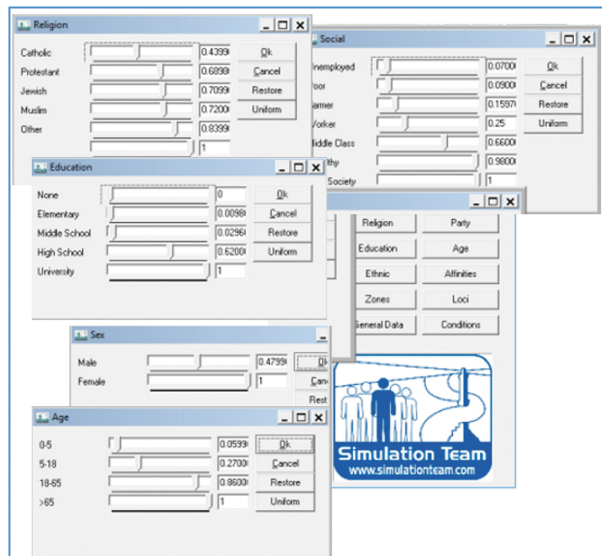 Religion
Catholic 0.4399 Ok
Protestant 0.6898 Cancel
Jewish 0.7099 Restore
Muslim 0.7200 Uniform
Other 0.8399
1
Social
0.0700 Ok
0.0900 Cancel
0.1597 Restore
0.25 Uniform
Middle Class 0.6600
0.9800
Society 1
Education
None 0 Ok
Elementary 0.0098 Cancel
Middle School 0.0296 Restore
High School 0.6200 Uniform
University 1
Religion Party
Education Age
Ethnic Affinities
Zones Loci
General Data Conditions
Sex
Male 0.4799
Female 1
Age
0-5 0.0599 Ok
5-18 0.2700 Cancel
18-65 0.8600 Restore
>65 1 Uniform
Simulation Team
www.simulationteam.com